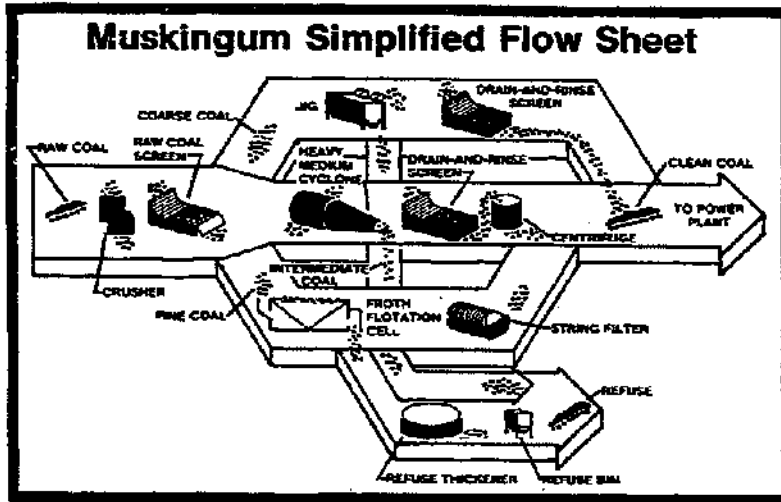 Muskingum Simplified Flow Sheet
DRAIN-AND-RINSE
SCREEN
JIG
COARSE COAL
RAW COAL
RAW COAL
SCREEN
HEAVY
MEDIUM
CYCLONE
DRAIN-AND-RINSE
SCREEN
CLEAN COAL
TO POWER
PLANT
CENTRIFUGE
CRUSHER
INTERMEDIATE
COAL
FINE COAL
FROTH
FLOTATION
CELL
STRING FILTER
REFUSE
REFUSE THICKENER
REFUSE BIN